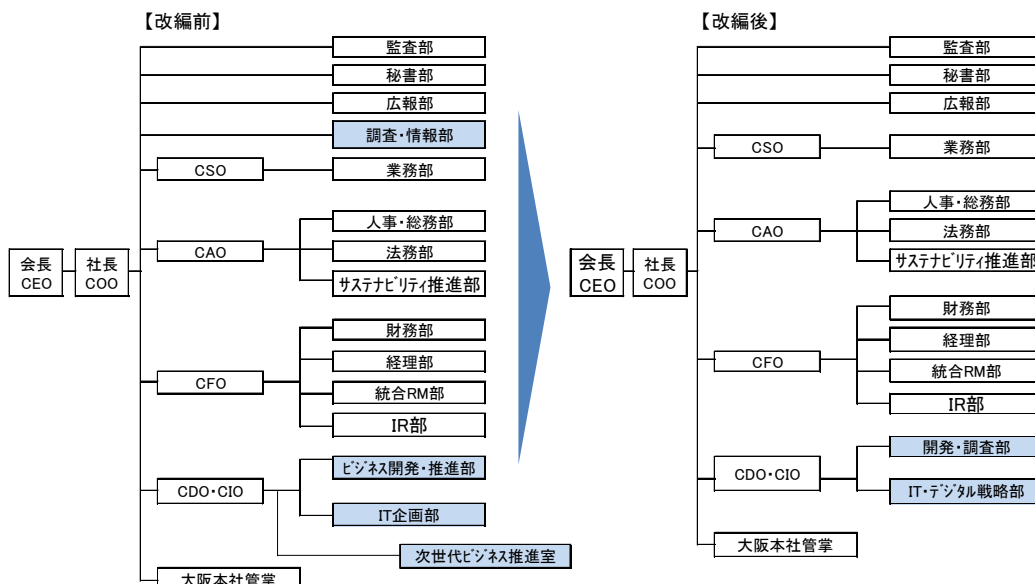 【改編前】
監査部
秘書部
広報部
調査・情報部
CSO
業務部
人事・総務部
CAO
法務部
サステナビリティ推進部
会長
CEO
社長
COO
財務部
経理部
CFO
統合RM部
IR部
ビジネス開発・推進部
CDO・CIO
IT企画部
次世代ビジネス推進室
大阪本社管掌
【改編後】
監査部
秘書部
広報部
CSO
業務部
人事・総務部
CAO
法務部
サステナビリティ推進部
会長
CEO
社長
COO
財務部
経理部
CFO
統合RM部
IR部
開発・調査部
CDO・CIO
IT・デジタル戦略部
大阪本社管掌